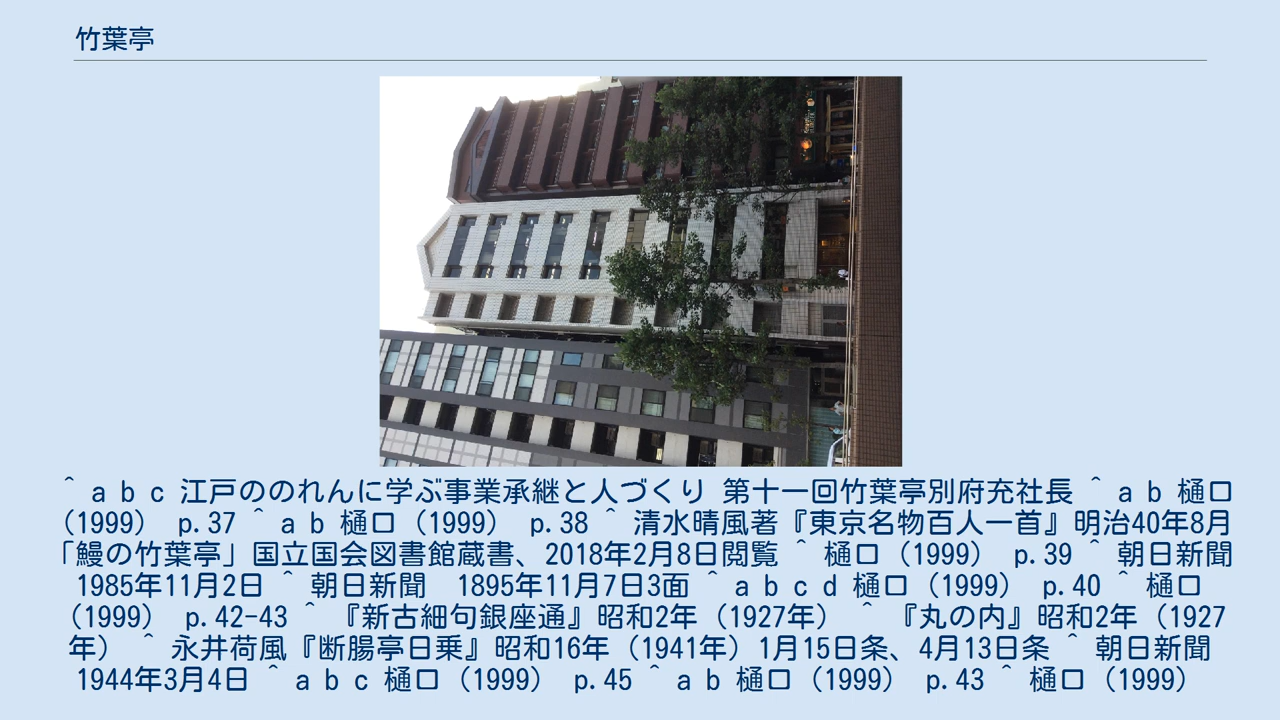 竹葉亭
^ a b c 江戸ののれんに学ぶ事業承継と人づくり 第十一回竹葉亭別府充社長 ^ a b 樋口
(1999) p.37 ^ a b 樋口（1999） p.38 ^ 清水晴風著『東京名物百人一首』明治40年8月
「鰻の竹葉亭」国立国会図書館蔵書、2018年2月8日閲覧 ^ 樋口（1999） p.39 ^ 朝日新聞
1985年11月2日 ^ 朝日新聞 1895年11月7日3面 ^ a b c d 樋口（1999） p.40 ^ 樋口
(1999) p.42-43 ^ 『新古細句銀座通』昭和2年（1927年） ^ 『丸の内』昭和2年（1927
年） ^ 永井荷風『断腸亭日乗』昭和16年（1941年）1月15日条、4月13日条 ^ 朝日新聞
1944年3月4日 ^ a b c 樋口（1999） p.45 ^ a b 樋口（1999） p.43 ^ 樋口（1999）